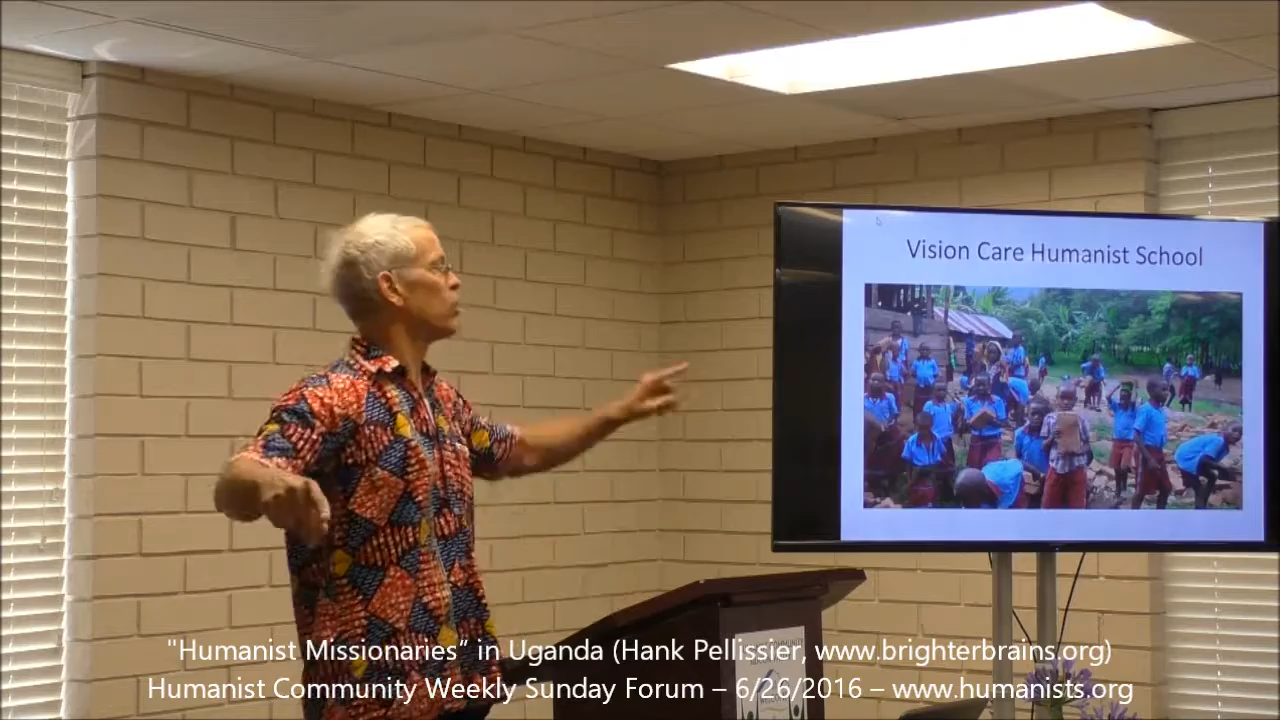 Vision Care Humanist School
COMMUNITY
"Humanist Missionaries" in Uganda (Hank Pellissier, www.brighterbrains.org)
Humanist Community Weekly Sunday Forum – 6/26/2016 – www.humanists.org